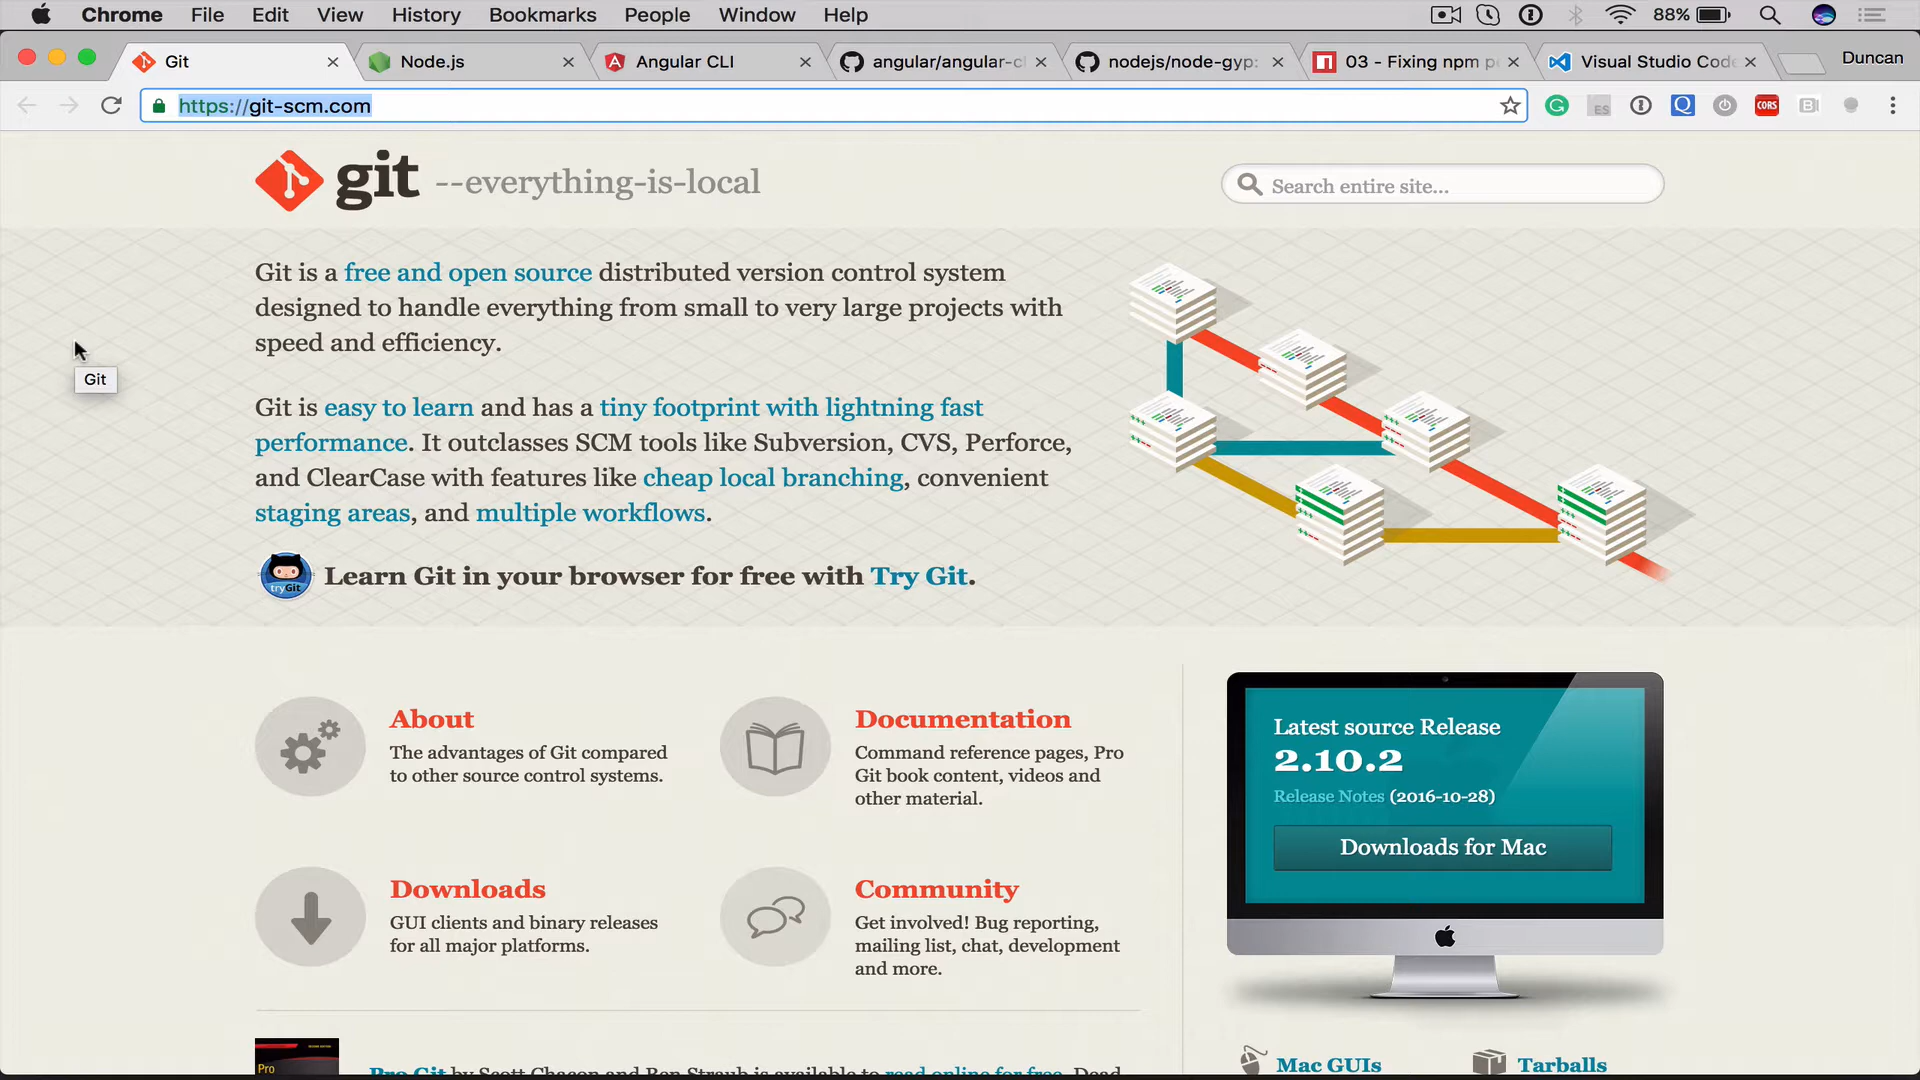 Chrome File Edit View History Bookmarks People Window Help 88%
Git Node.js Angular CLI angular/angular-cl nodejs/node-gyp: 03 - Fixing npm pe Visual Studio Code Duncan
https://git-scm.com ES CORS
git --everything-is-local
Search entire site...
Git is a free and open source distributed version control system
designed to handle everything from small to very large projects with
speed and efficiency.
Git
Git is easy to learn and has a tiny footprint with lightning fast
performance. It outclasses SCM tools like Subversion, CVS, Perforce,
and ClearCase with features like cheap local branching, convenient
staging areas, and multiple workflows.
tryGit
Learn Git in your browser for free with Try Git.
About
The advantages of Git compared
to other source control systems.
Documentation
Command reference pages, Pro
Git book content, videos and
other material.
Downloads
GUI clients and binary releases
for all major platforms.
Community
Get involved! Bug reporting,
mailing list, chat, development
and more.
Latest source Release
2.10.2
Release Notes (2016-10-28)
Downloads for Mac
Mac GUIs
Tarballs
Pro
Pro Git by Scott Chacon and Ben Straub is available to read online for free. Dead